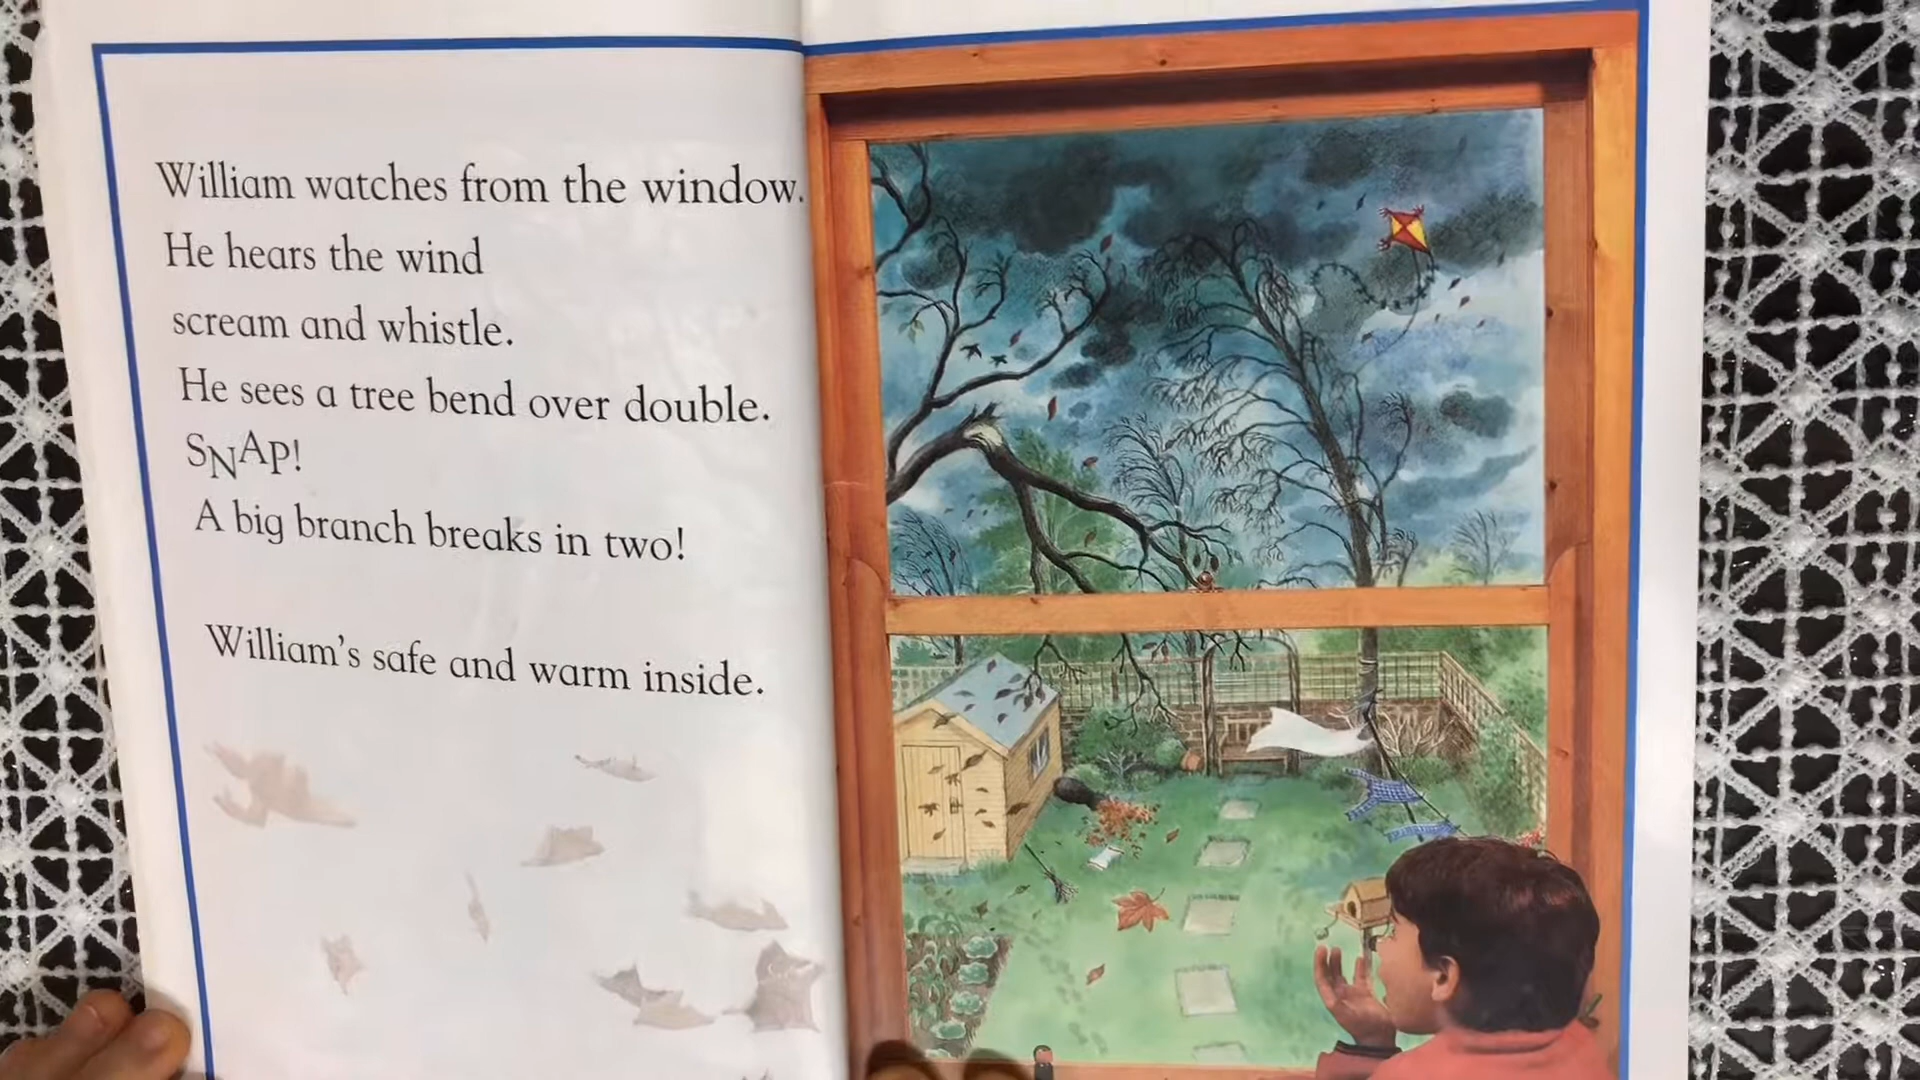 William watches from the window.
He hears the wind
scream and whistle.
He sees a tree bend over double.
SNAP!
A big branch breaks in two!
William's safe and warm inside.